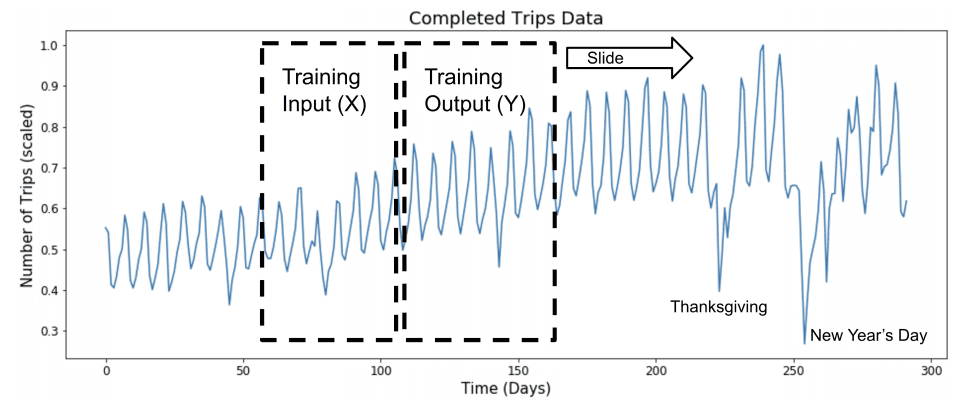 Completed Trips Data
Number of Trips (scaled)
1.0
0.9
0.8
0.7
0.6
0.5
0.4
0.3
Training
Input (X)
Training
Output (Y)
Slide
Thanksgiving
New Year's Day
0 50 100 150 200 250 300
Time (Days)